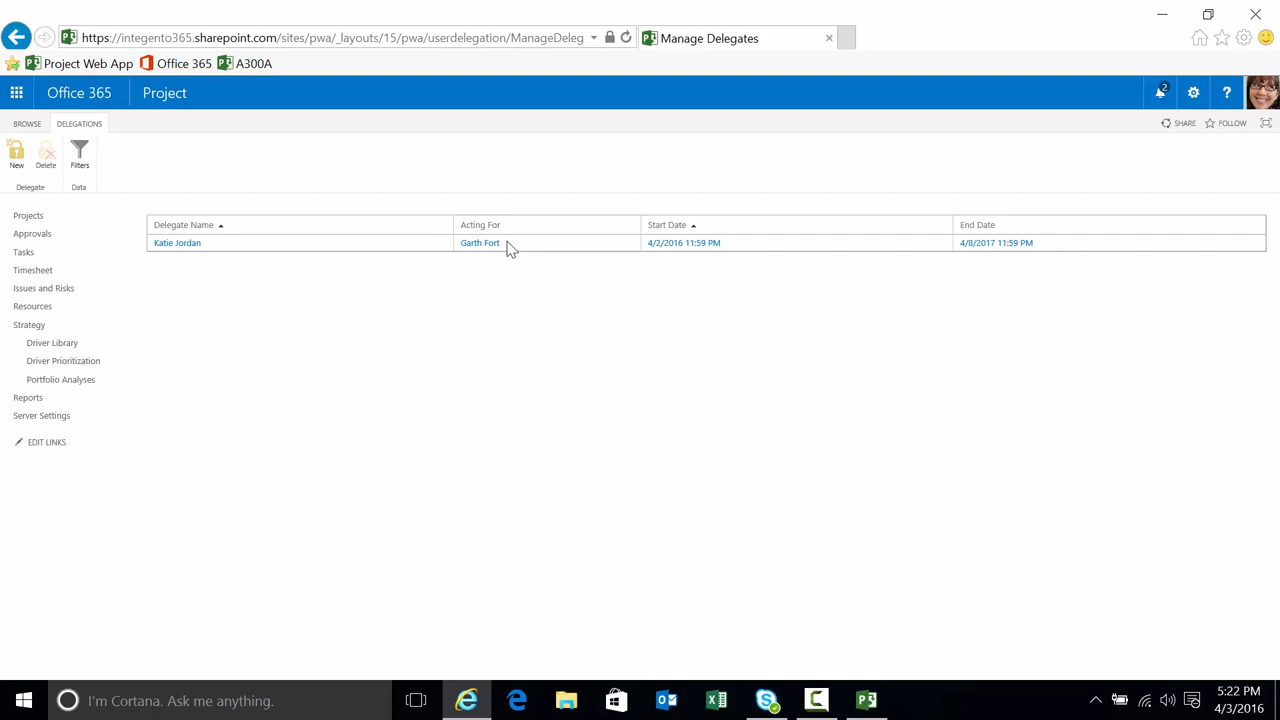 https://integento365.sharepoint.com/sites/pwa/_layouts/15/pwa/userdelegation/ManageDeleg
Manage Delegates
Project Web App Office 365 A300A
Office 365 Project 2 ?
BROWSE DELEGATIONS SHARE FOLLOW
New Delete Filters
Delegate Data
Projects
Approvals
Tasks
Timesheet
Issues and Risks
Resources
Strategy
Driver Library
Driver Prioritization
Portfolio Analyses
Reports
Server Settings
EDIT LINKS
Delegate Name Acting For Start Date End Date
Katie Jordan Garth Fort 4/2/2016 11:59 PM 4/8/2017 11:59 PM
I'm Cortana. Ask me anything.
5:22 PM
4/3/2016